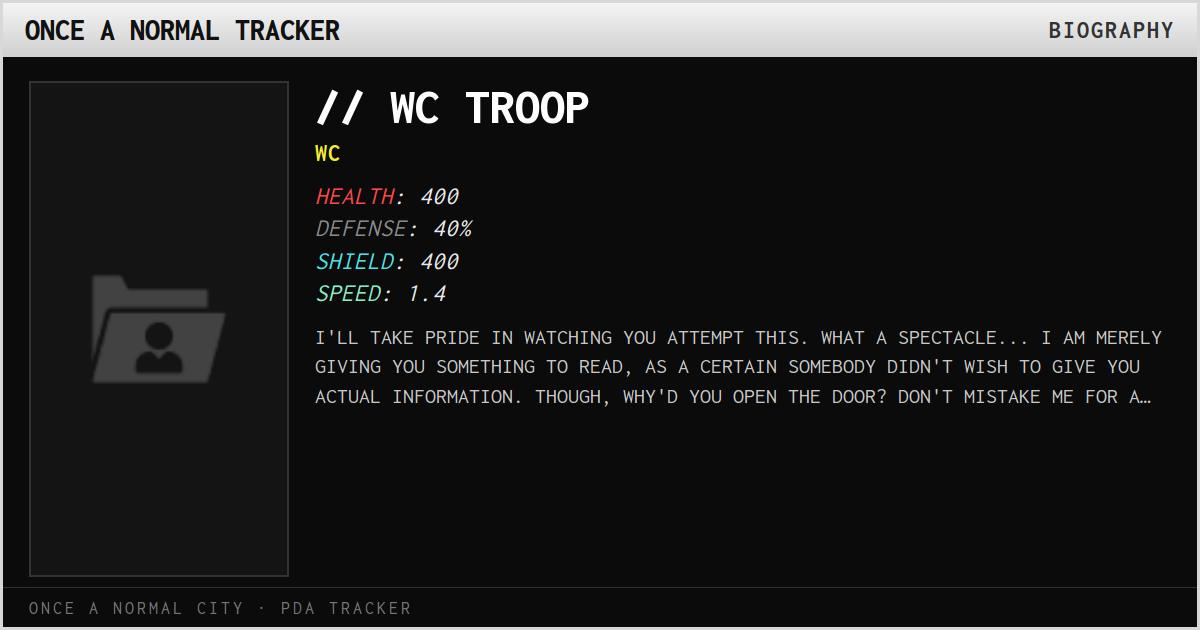 ONCE A NORMAL TRACKER
BIOGRAPHY
// WC TROOP
WC
HEALTH: 400
DEFENSE: 40%
SHIELD: 400
SPEED: 1.4
I'LL TAKE PRIDE IN WATCHING YOU ATTEMPT THIS. WHAT A SPECTACLE... I AM MERELY
GIVING YOU SOMETHING TO READ, AS A CERTAIN SOMEBODY DIDN'T WISH TO GIVE YOU
ACTUAL INFORMATION. THOUGH, WHY'D YOU OPEN THE DOOR? DON'T MISTAKE ME FOR A…
ONCE A NORMAL CITY · PDA TRACKER